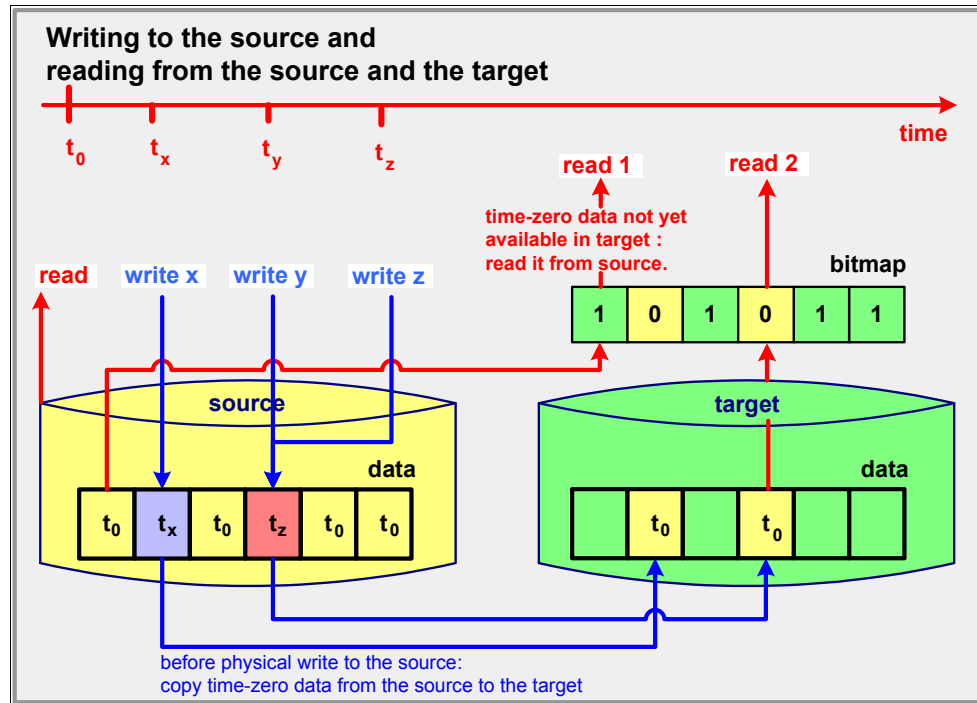 Writing to the source and
reading from the source and the target
time
t0 tx ty tz
read 1 read 2
time-zero data not yet
available in target :
read it from source.
bitmap
read write x write y write z
1 0 1 0 1 1
source
target
data
data
t0 tx t0 tz t0 t0
t0 t0
before physical write to the source:
copy time-zero data from the source to the target